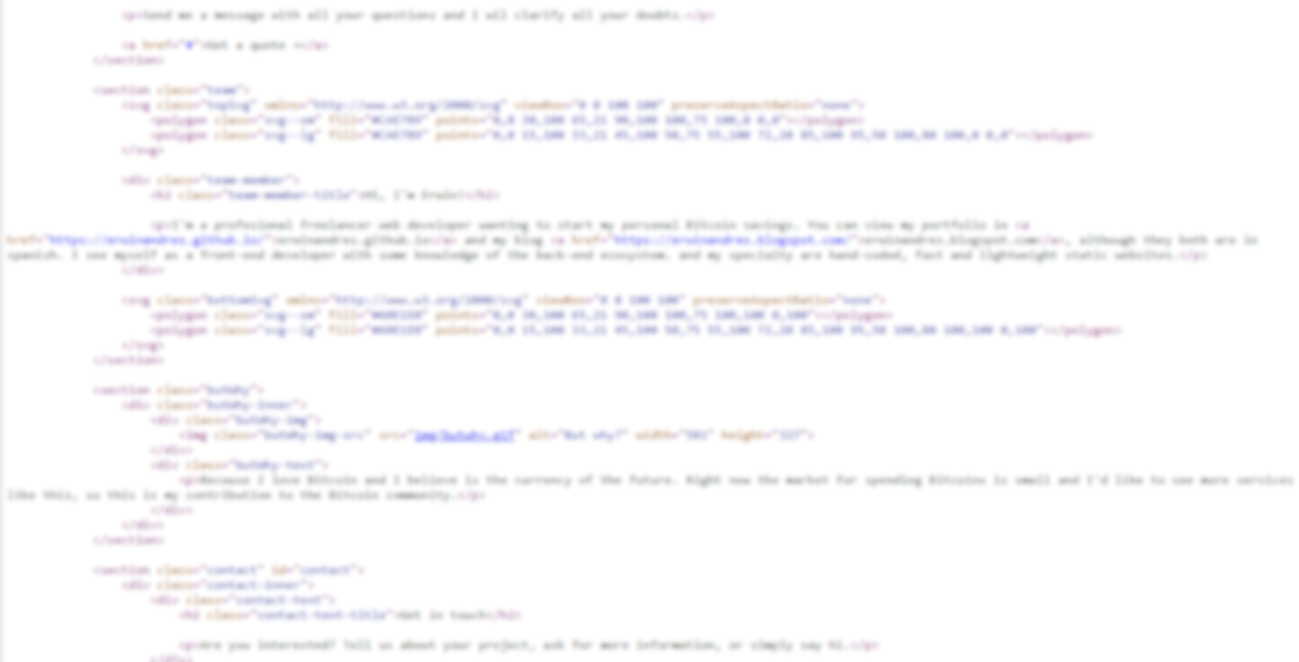 <p>Send me a message with all your questions and I wil clarify all your doubts.</p>
<a href="#">Get a quote </a>
</section>
<section class="team">
<svg class="topSvg" xmlns="http://www.w3.org/2000/svg" viewBox="0 0 100 100" preserveAspectRatio="none">
<polygon class="svg--sm" points="0,0 30,100 65,21 90,100 100,75 100,0 0,0"></polygon>
<polygon class="svg--lg" points="0,0 15,100 33,21 45,100 50,75 55,100 72,20 85,100 95,50 100,80 100,0 0,0"></polygon>
</svg>
<div class="team-member">
<h1 class="team-member-title">Hi, I'm Erwin!</h1>
<p>I'm a profesional freelancer web developer wanting to start my personal Bitcoin savings. You can view my portfolio in <a
href="https://erwinandres.github.io/">erwinandres.github.io</a> and my blog <a href="https://erwinandres.blogspot.com/">erwinandres.blogspot.com</a>, although they both are in
spanish. I see myself as a front-end developer with some knowledge of the back-end ecosystem. and my specialty are hand-coded, fast and lightweight static websites.</p>
</div>
<svg class="bottomSvg" xmlns="http://www.w3.org/2000/svg" viewBox="0 0 100 100" preserveAspectRatio="none">
<polygon class="svg--sm" points="0,0 30,100 65,21 90,100 100,75 100,100 0,100"></polygon>
<polygon class="svg--lg" points="0,0 15,100 33,21 45,100 50,75 55,100 72,20 85,100 95,50 100,80 100,100 0,100"></polygon>
</svg>
</section>
<section class="butWhy">
<div class="butWhy-inner">
<div class="butWhy-img">
<img class="butWhy-img-src" src="img/butwhy.gif" alt="But why?" width="581" height="327">
</div>
<div class="butWhy-text">
<p>Because I love Bitcoin and I believe is the currency of the future. Right now the market for spending Bitcoins is small and I'd like to see more services
like this, so this is my contribution to the Bitcoin community.</p>
</div>
</div>
</section>
<section class="contact" id="contact">
<div class="contact-inner">
<div class="contact-text">
<h2 class="contact-text-title">Get in touch</h2>
<p>Are you interested? Tell us about your project, ask for more information, or simply say hi.</p>
</div>